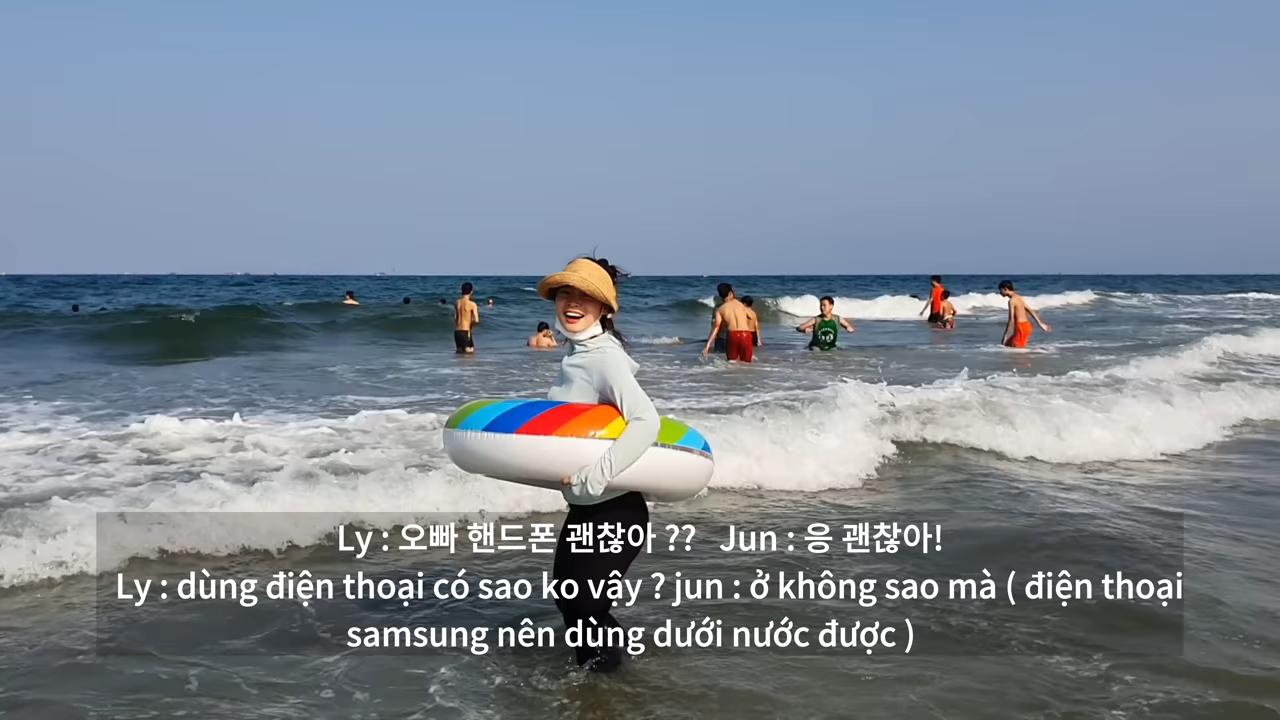 Ly : 오빠 핸드폰 괜찮아 ?? Jun : 응 괜찮아!
Ly : dùng điện thoại có sao ko vậy ? jun : ở không sao mà ( điện thoại
samsung nên dùng dưới nước được )